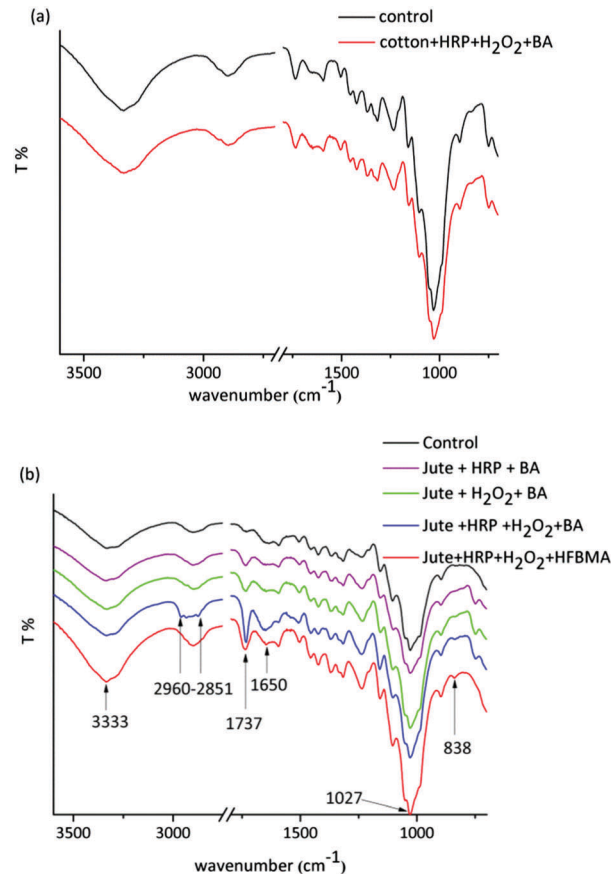 (a)
control
cotton+HRP+H₂O₂+BA
T %
3500 3000 1500 1000
wavenumber (cm⁻¹)
(b)
Control
Jute + HRP + BA
Jute + H₂O₂+ BA
Jute +HRP +H₂O₂+BA
Jute+HRP+H₂O₂+HFBMA
T %
2960-2851
1650
3333
1737
838
1027
3500 3000 1500 1000
wavenumber (cm⁻¹)